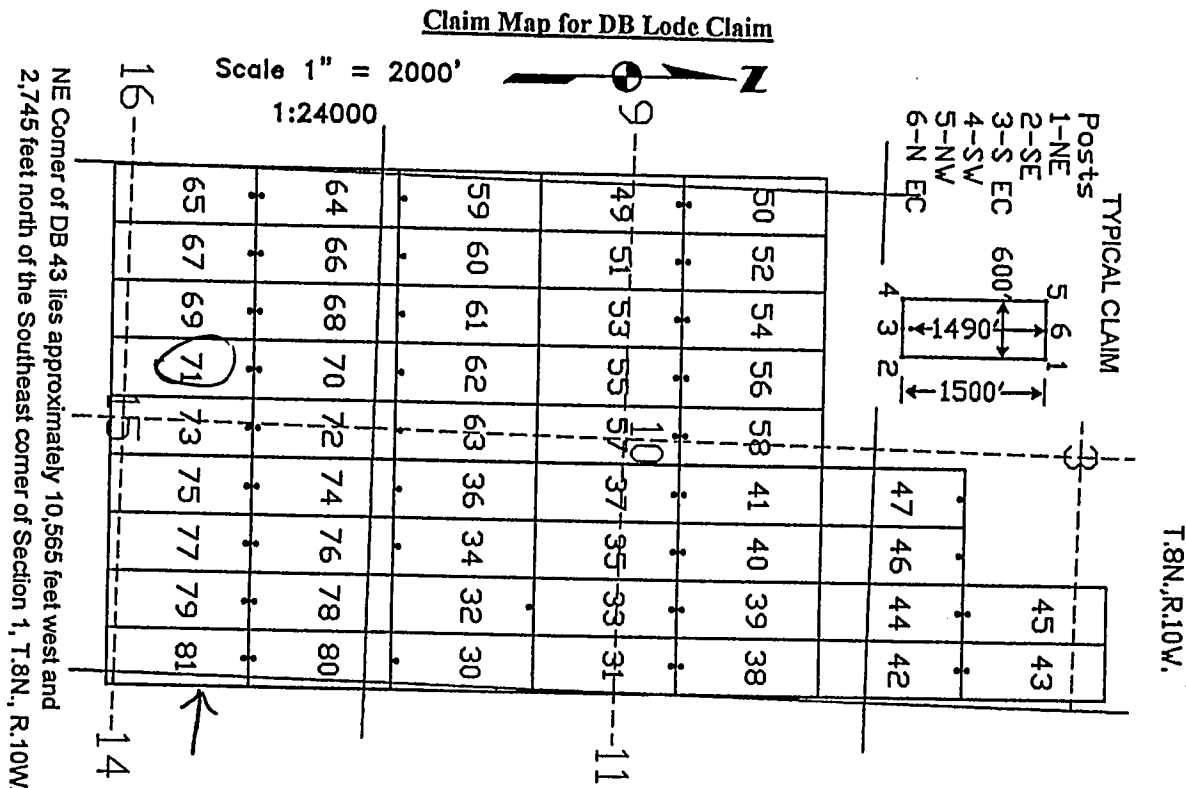 Claim Map for DB Lode Claim
Scale 1" = 2000'
1:24000
Z
T.8N.,R.10W.
TYPICAL CLAIM
Posts
1-NE
2-SE
3-S EC
4-SW
5-NW
6-N EC
600'
5 6 1
4 3 2
1490'
1500'
16 9
65 64 59 49 50
67 66 60 51 52
69 68 61 53 54
71 70 62 55 56
15 73 72 63 57 10 58 3
75 74 36 37 41 47
77 76 34 35 40 46
79 78 32 33 39 44 45
81 80 30 31 38 42 43
14 11
NE Corner of DB 43 lies approximately 10,565 feet west and
2,745 feet north of the Southeast corner of Section 1, T.8N., R.10W.